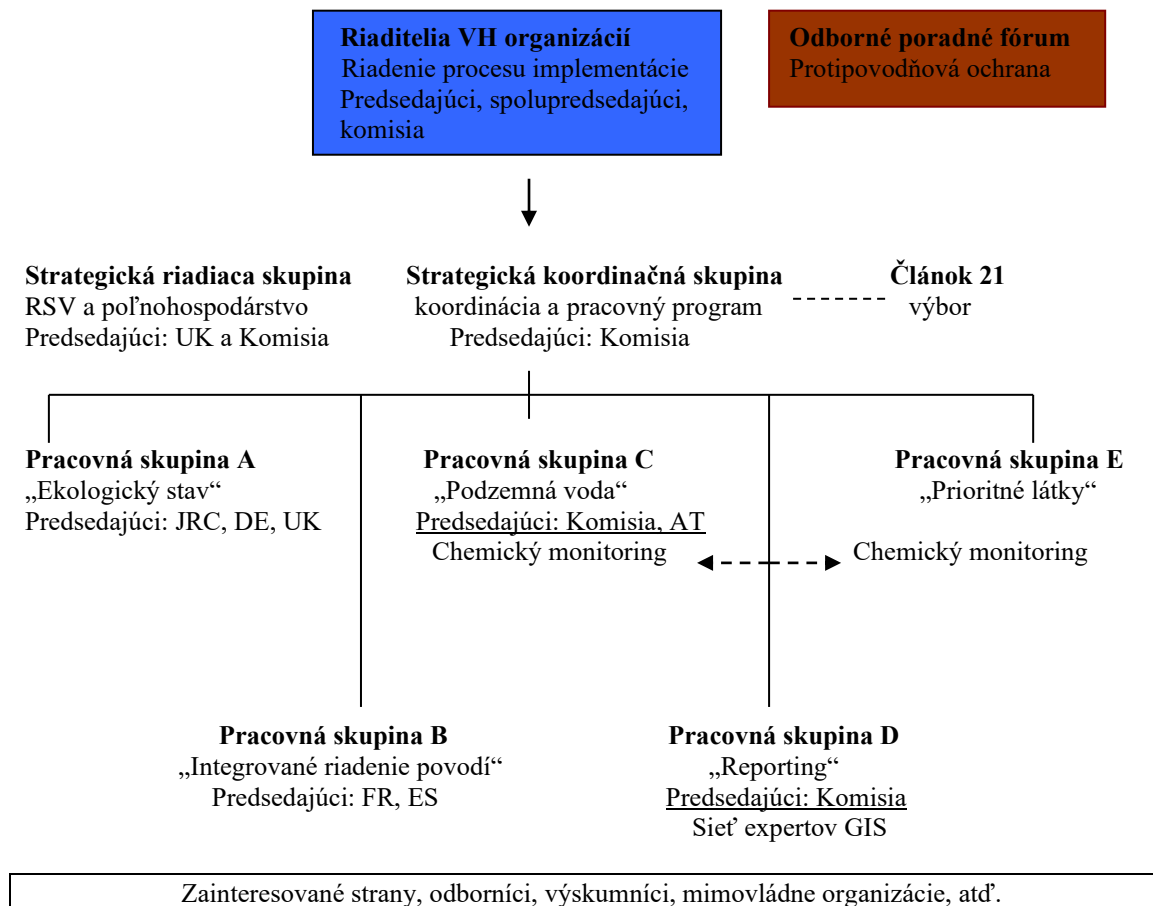 Riaditelia VH organizácií
Riadenie procesu implementácie
Predsedajúci, spolupredsedajúci,
komisia
Odborné poradné fórum
Protipovodňová ochrana
Strategická riadiaca skupina
RSV a poľnohospodárstvo
Predsedajúci: UK a Komisia
Strategická koordinačná skupina
koordinácia a pracovný program
Predsedajúci: Komisia
Článok 21
výbor
Pracovná skupina A
„Ekologický stav“
Predsedajúci: JRC, DE, UK
Pracovná skupina C
„Podzemná voda“
Predsedajúci: Komisia, AT
Chemický monitoring
Pracovná skupina E
„Prioritné látky“
Chemický monitoring
Pracovná skupina B
„Integrované riadenie povodí“
Predsedajúci: FR, ES
Pracovná skupina D
„Reporting“
Predsedajúci: Komisia
Sieť expertov GIS
Zainteresované strany, odborníci, výskumníci, mimovládne organizácie, atď.